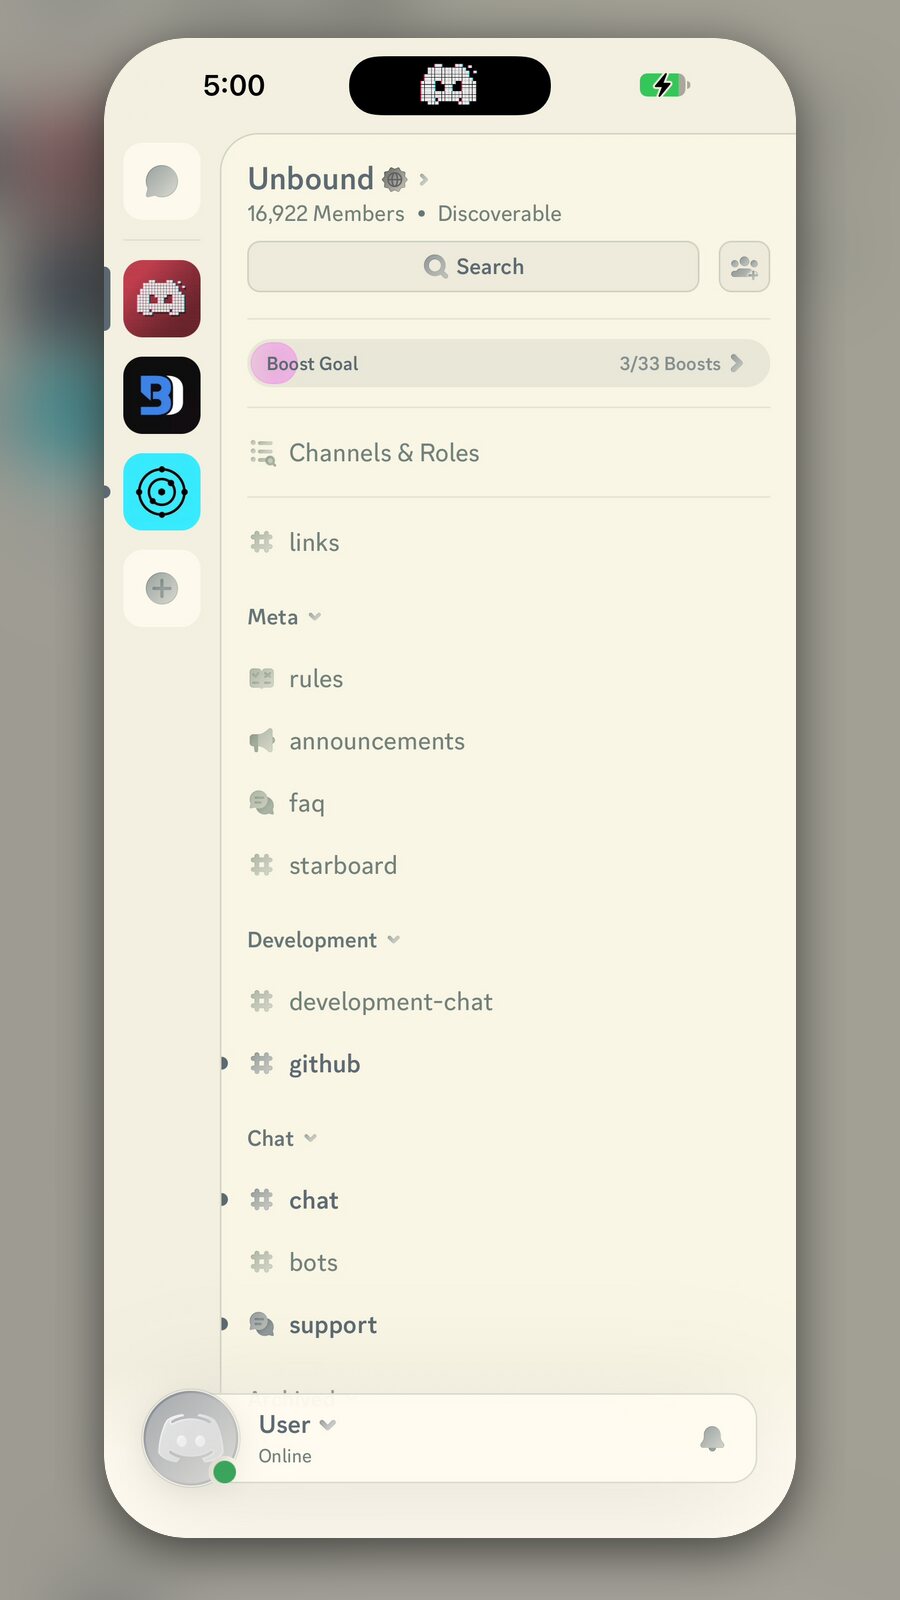 5:00
Unbound
16,922 Members • Discoverable
Search
Boost Goal 3/33 Boosts
Channels & Roles
links
Meta
rules
announcements
faq
starboard
Development
development-chat
github
Chat
chat
bots
support
Archived
User
Online